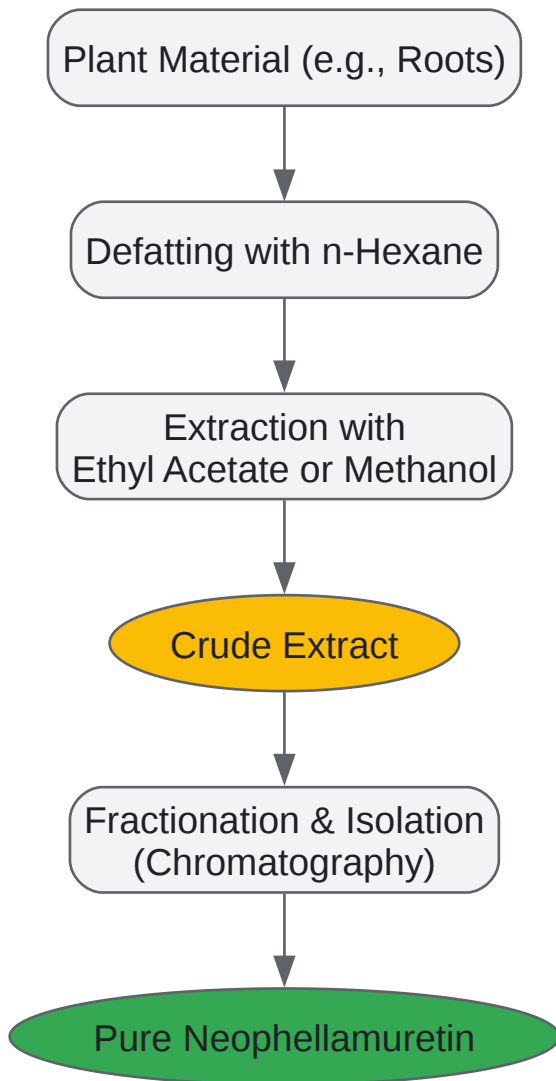 Plant Material (e.g., Roots)
Defatting with n-Hexane
Extraction with
Ethyl Acetate or Methanol
Crude Extract
Fractionation & Isolation
(Chromatography)
Pure Neophellamuretin